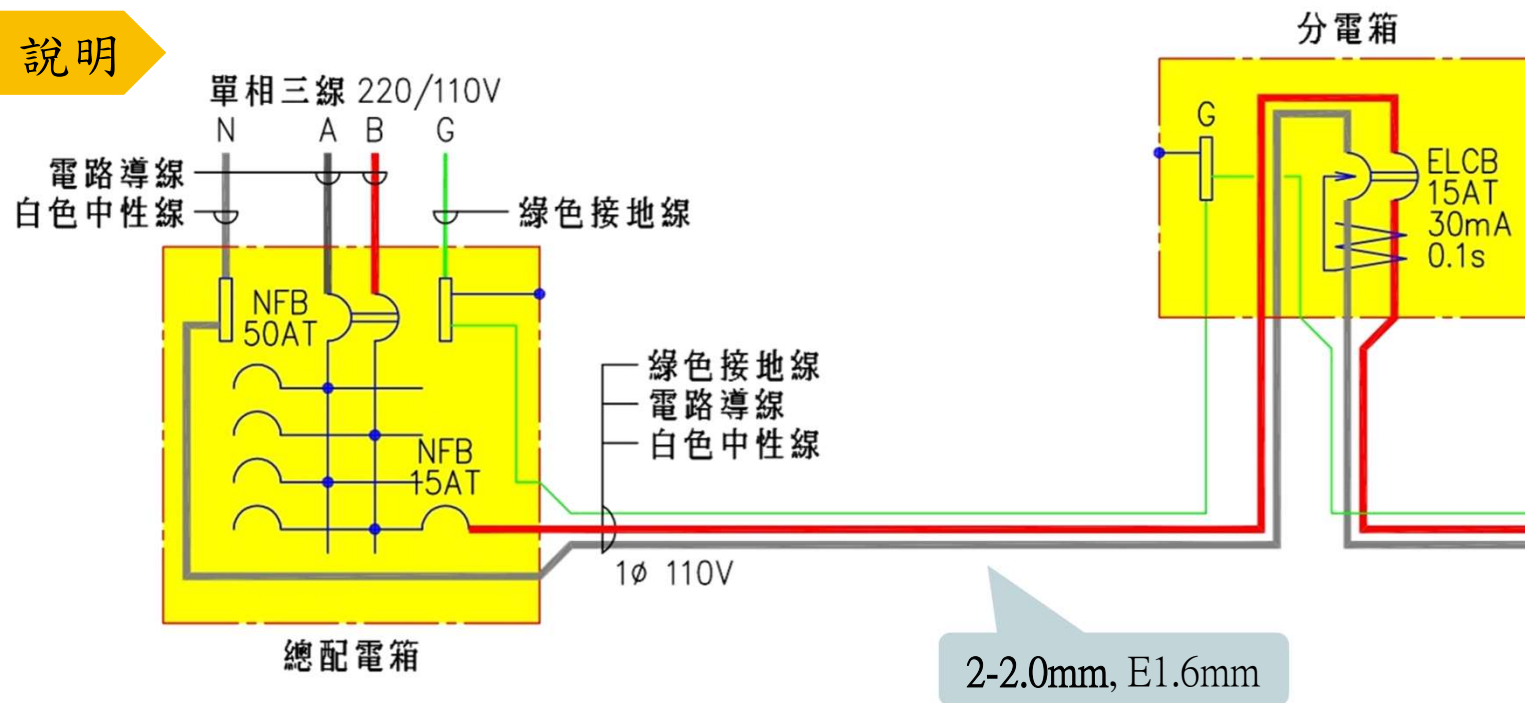 說明
單相三線 220/110V
N A B G
電路導線
白色中性線
綠色接地線
NFB
50AT
NFB
15AT
總配電箱
綠色接地線
電路導線
白色中性線
1ø 110V
2-2.0mm, E1.6mm
分電箱
G
ELCB
15AT
30mA
0.1s